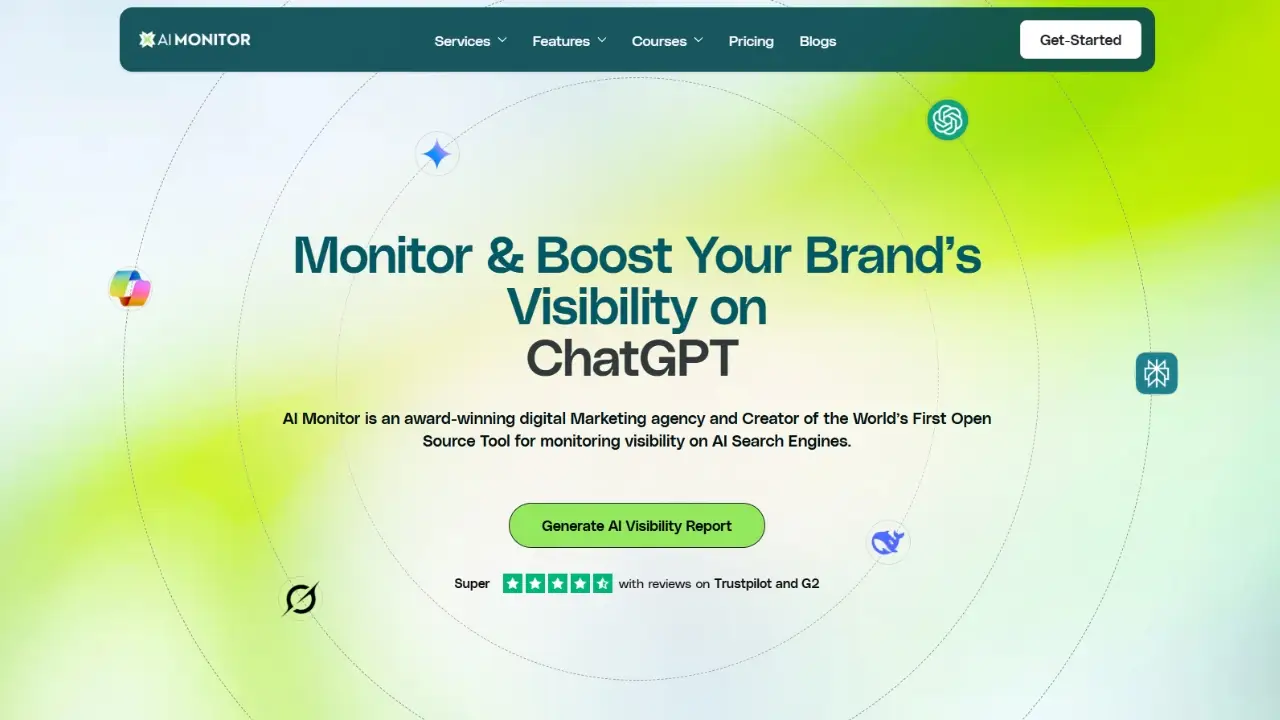 AI MONITOR
Services
Features
Courses
Pricing
Blogs
Get-Started
Monitor & Boost Your Brand’s
Visibility on
ChatGPT
AI Monitor is an award-winning digital Marketing agency and Creator of the World’s First Open
Source Tool for monitoring visibility on AI Search Engines.
Generate AI Visibility Report
Super with reviews on Trustpilot and G2